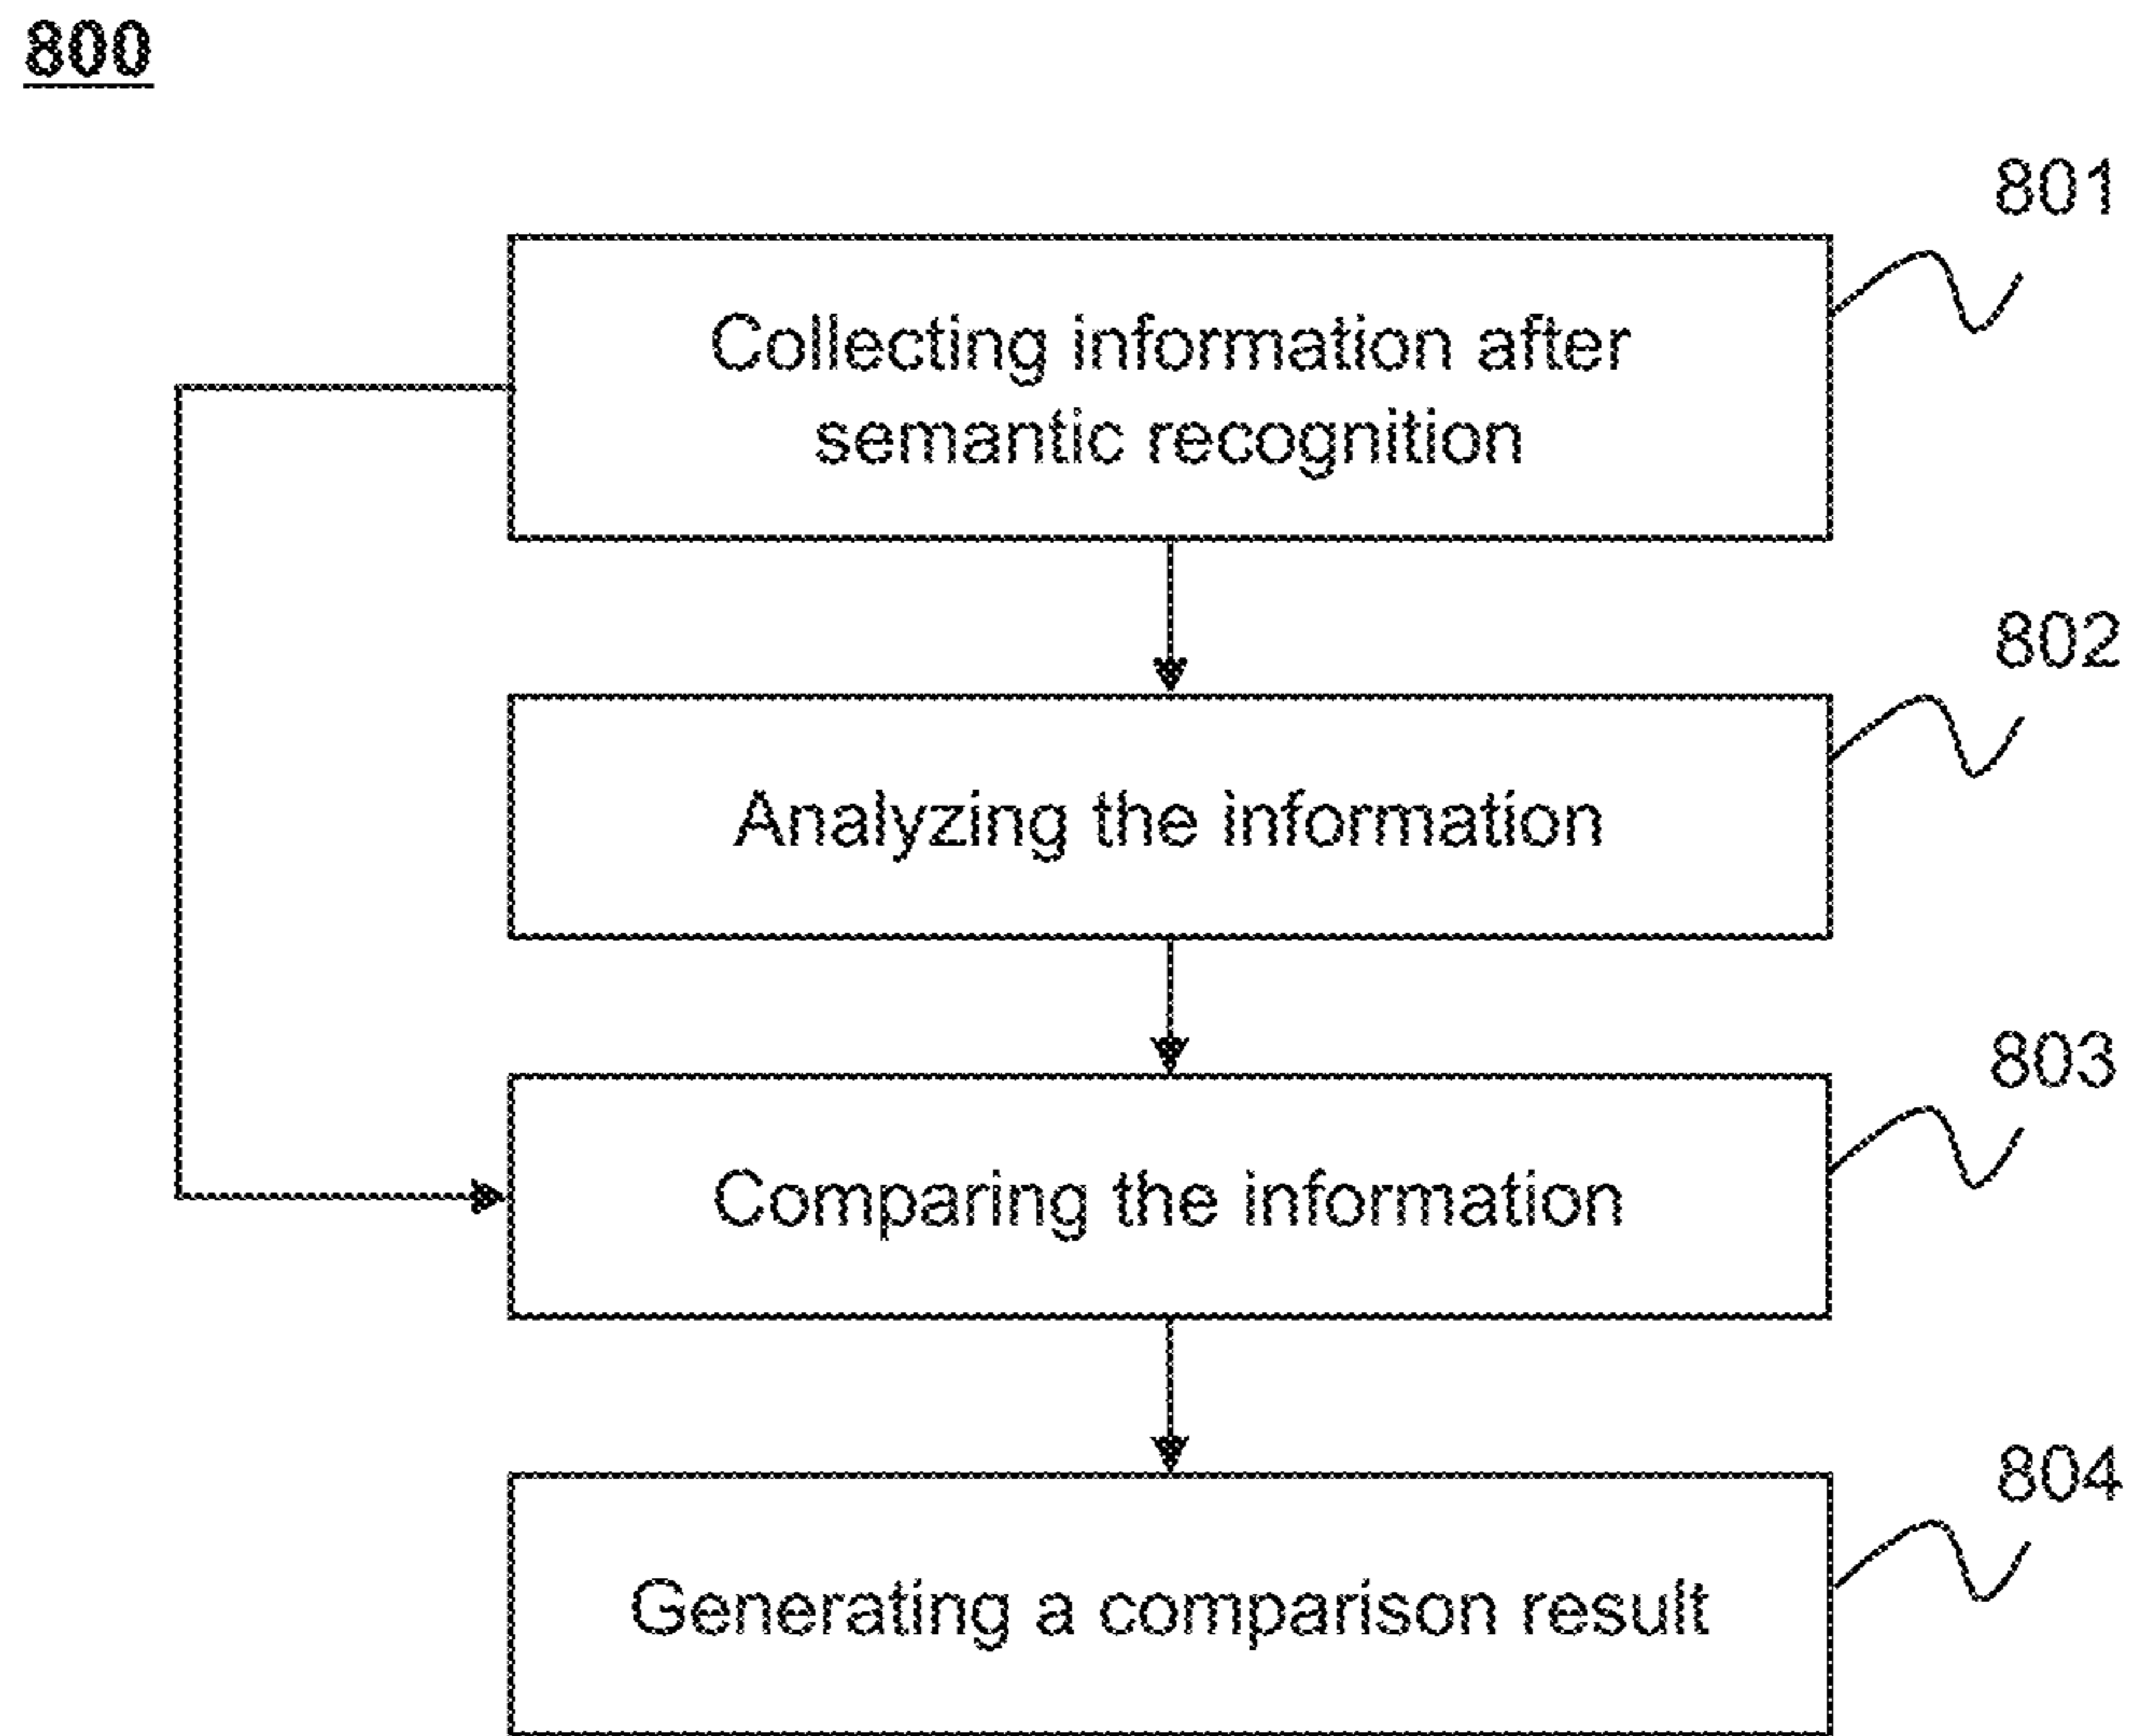 800
801
Collecting information after
semantic recognition
802
Analyzing the information
803
Comparing the information
804
Generating a comparison result